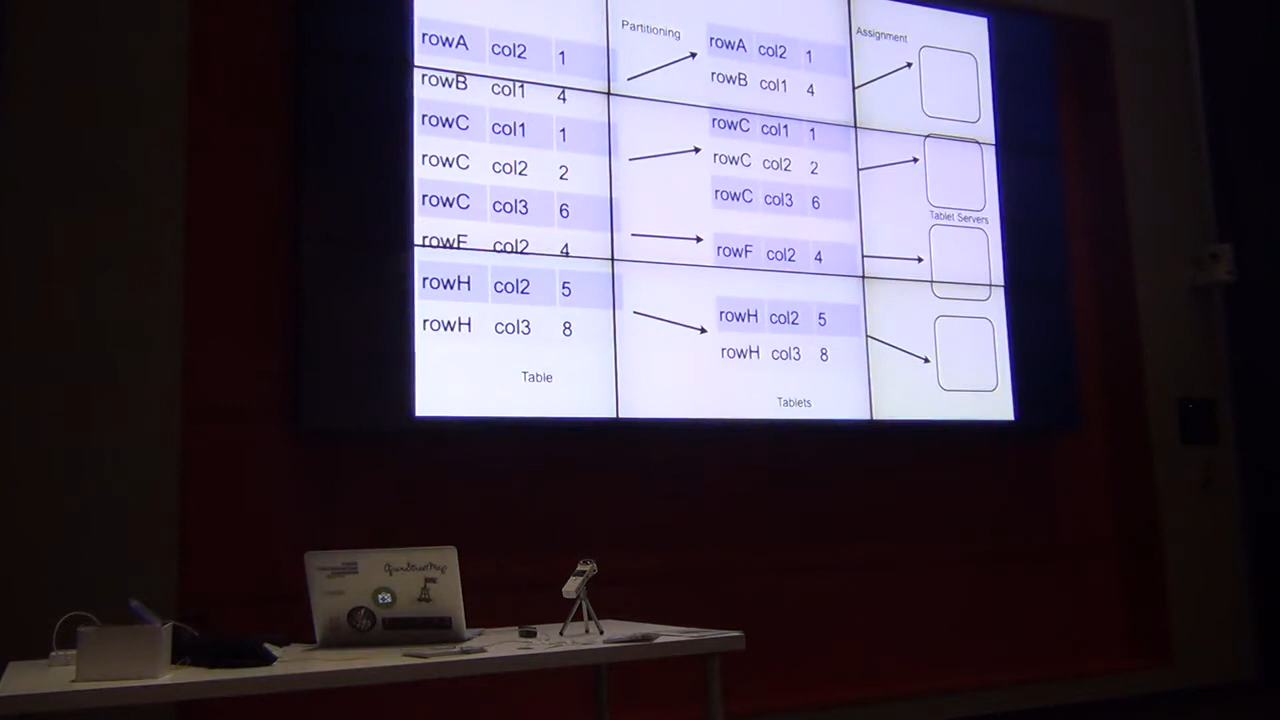 rowA col2 1
rowB col1 4
rowC col1 1
rowC col2 2
rowC col3 6
rowF col2 4
rowH col2 5
rowH col3 8
Table
Partitioning
rowA col2 1
rowB col1 4
rowC col1 1
rowC col2 2
rowC col3 6
rowF col2 4
rowH col2 5
rowH col3 8
Tablets
Assignment
Tablet Servers
OpenStreetMap